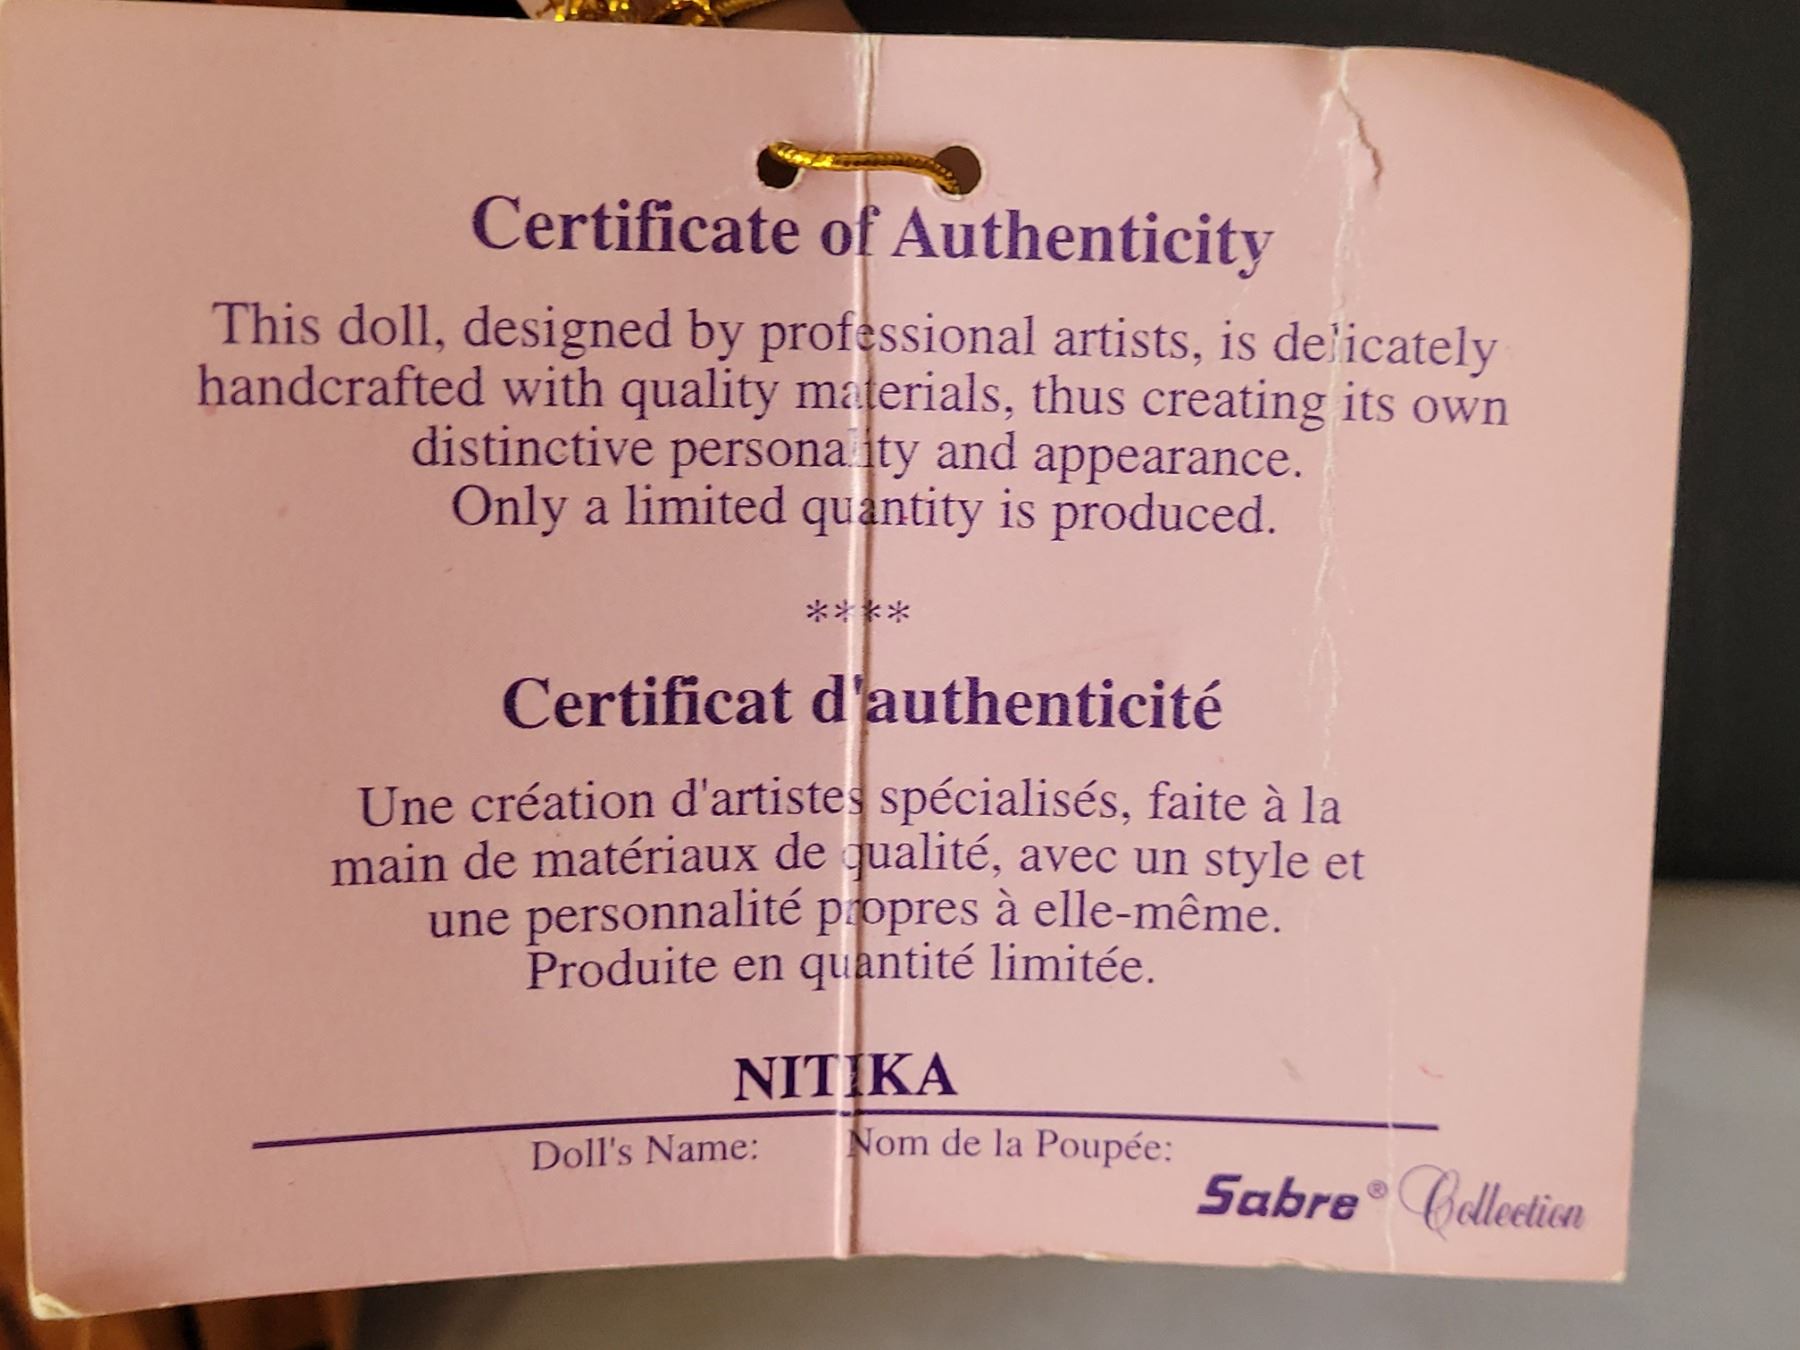 Certificate of Authenticity
This doll, designed by professional artists, is delicately
handcrafted with quality materials, thus creating its own
distinctive personality and appearance.
Only a limited quantity is produced.
****
Certificat d'authenticité
Une création d'artistes spécialisés, faite à la
main de matériaux de qualité, avec un style et
une personnalité propres à elle-même.
Produite en quantité limitée.
NITIKA
Doll's Name: Nom de la Poupée:
Sabre® Collection